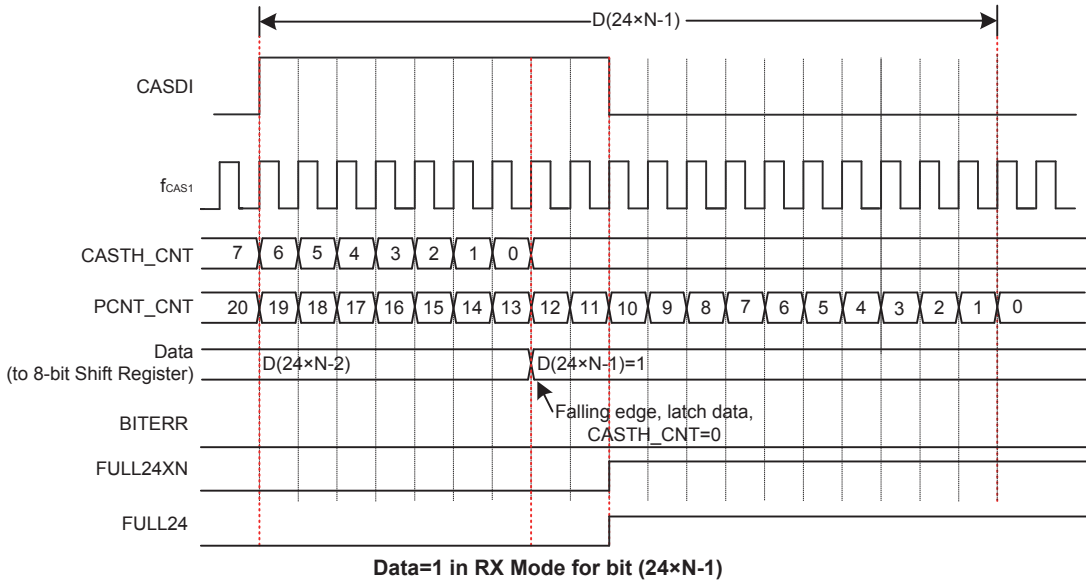 D(24×N-1)
CASDI
fCAS1
CASTH_CNT 7 6 5 4 3 2 1 0
PCNT_CNT 20 19 18 17 16 15 14 13 12 11 10 9 8 7 6 5 4 3 2 1 0
Data
(to 8-bit Shift Register)
D(24×N-2) D(24×N-1)=1
Falling edge, latch data,
CASTH_CNT=0
BITERR
FULL24XN
FULL24
Data=1 in RX Mode for bit (24×N-1)